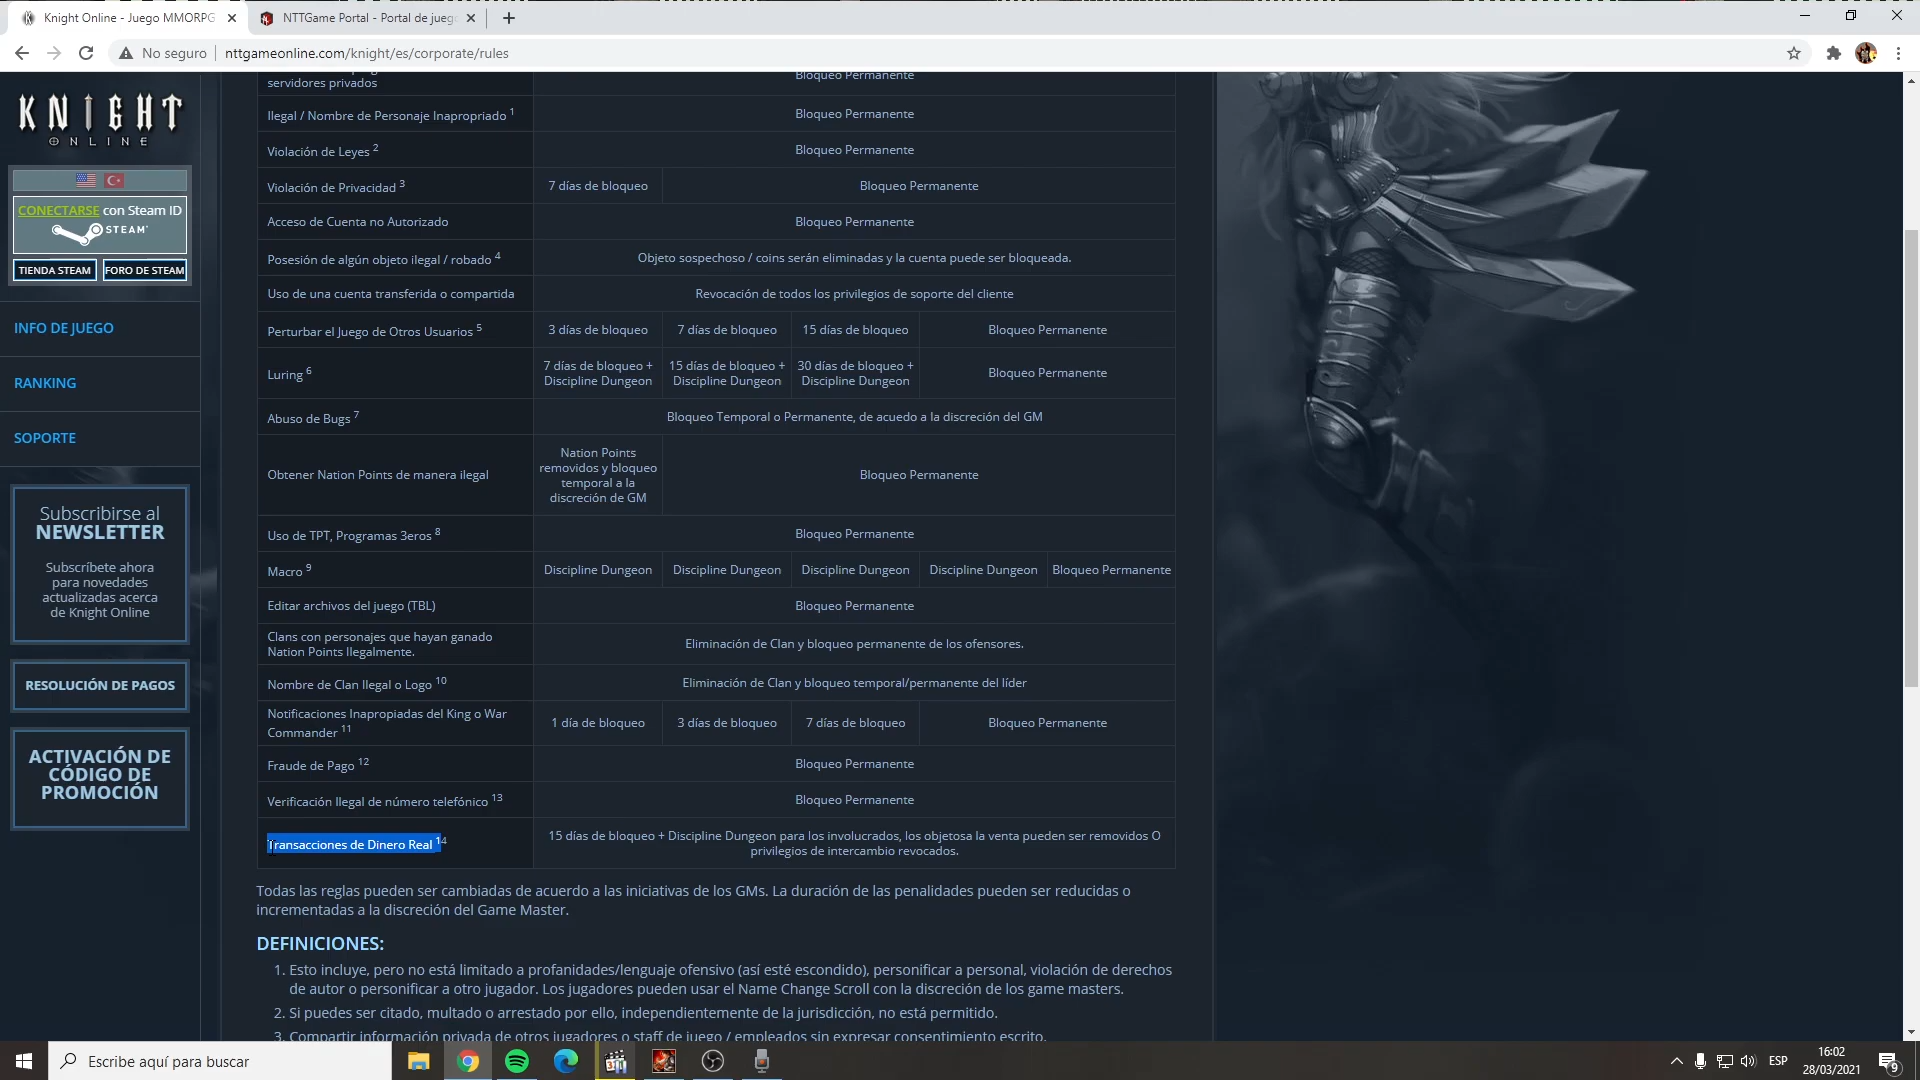 Knight Online - Juego MMORPG
NTTGame Portal - Portal de jueg
No seguro
nttgameonline.com/knight/es/corporate/rules
KNIGHT
ONLINE
CONECTARSE con Steam ID
STEAM
TIENDA STEAM
FORO DE STEAM
INFO DE JUEGO
RANKING
SOPORTE
Subscribirse al
NEWSLETTER
Subscríbete ahora
para novedades
actualizadas acerca
de Knight Online
RESOLUCIÓN DE PAGOS
ACTIVACIÓN DE
CÓDIGO DE
PROMOCIÓN
servidores privados
Bloqueo Permanente
Ilegal / Nombre de Personaje Inapropriado 1
Bloqueo Permanente
Violación de Leyes 2
Bloqueo Permanente
Violación de Privacidad 3
7 días de bloqueo
Bloqueo Permanente
Acceso de Cuenta no Autorizado
Bloqueo Permanente
Posesión de algún objeto ilegal / robado 4
Objeto sospechoso / coins serán eliminadas y la cuenta puede ser bloqueada.
Uso de una cuenta transferida o compartida
Revocación de todos los privilegios de soporte del cliente
Perturbar el Juego de Otros Usuarios 5
3 días de bloqueo
7 días de bloqueo
15 días de bloqueo
Bloqueo Permanente
Luring 6
7 días de bloqueo +
Discipline Dungeon
15 días de bloqueo +
Discipline Dungeon
30 días de bloqueo +
Discipline Dungeon
Bloqueo Permanente
Abuso de Bugs 7
Bloqueo Temporal o Permanente, de acuedo a la discreción del GM
Obtener Nation Points de manera ilegal
Nation Points
removidos y bloqueo
temporal a la
discreción de GM
Bloqueo Permanente
Uso de TPT, Programas 3eros 8
Bloqueo Permanente
Macro 9
Discipline Dungeon
Discipline Dungeon
Discipline Dungeon
Discipline Dungeon
Bloqueo Permanente
Editar archivos del juego (TBL)
Bloqueo Permanente
Clans con personajes que hayan ganado
Nation Points Ilegalmente.
Eliminación de Clan y bloqueo permanente de los ofensores.
Nombre de Clan Ilegal o Logo 10
Eliminación de Clan y bloqueo temporal/permanente del líder
Notificaciones Inapropiadas del King o War
Commander 11
1 día de bloqueo
3 días de bloqueo
7 días de bloqueo
Bloqueo Permanente
Fraude de Pago 12
Bloqueo Permanente
Verificación Ilegal de número telefónico 13
Bloqueo Permanente
Transacciones de Dinero Real 14
15 días de bloqueo + Discipline Dungeon para los involucrados, los objetosa la venta pueden ser removidos O
privilegios de intercambio revocados.
Todas las reglas pueden ser cambiadas de acuerdo a las iniciativas de los GMs. La duración de las penalidades pueden ser reducidas o
incrementadas a la discreción del Game Master.
DEFINICIONES:
1. Esto incluye, pero no está limitado a profanidades/lenguaje ofensivo (así esté escondido), personificar a personal, violación de derechos
de autor o personificar a otro jugador. Los jugadores pueden usar el Name Change Scroll con la discreción de los game masters.
2. Si puedes ser citado, multado o arrestado por ello, independientemente de la jurisdicción, no está permitido.
3. Compartir información privada de otros jugadores o staff de juego / empleados sin expresar consentimiento escrito.
Escribe aquí para buscar
ESP
16:02
28/03/2021
9